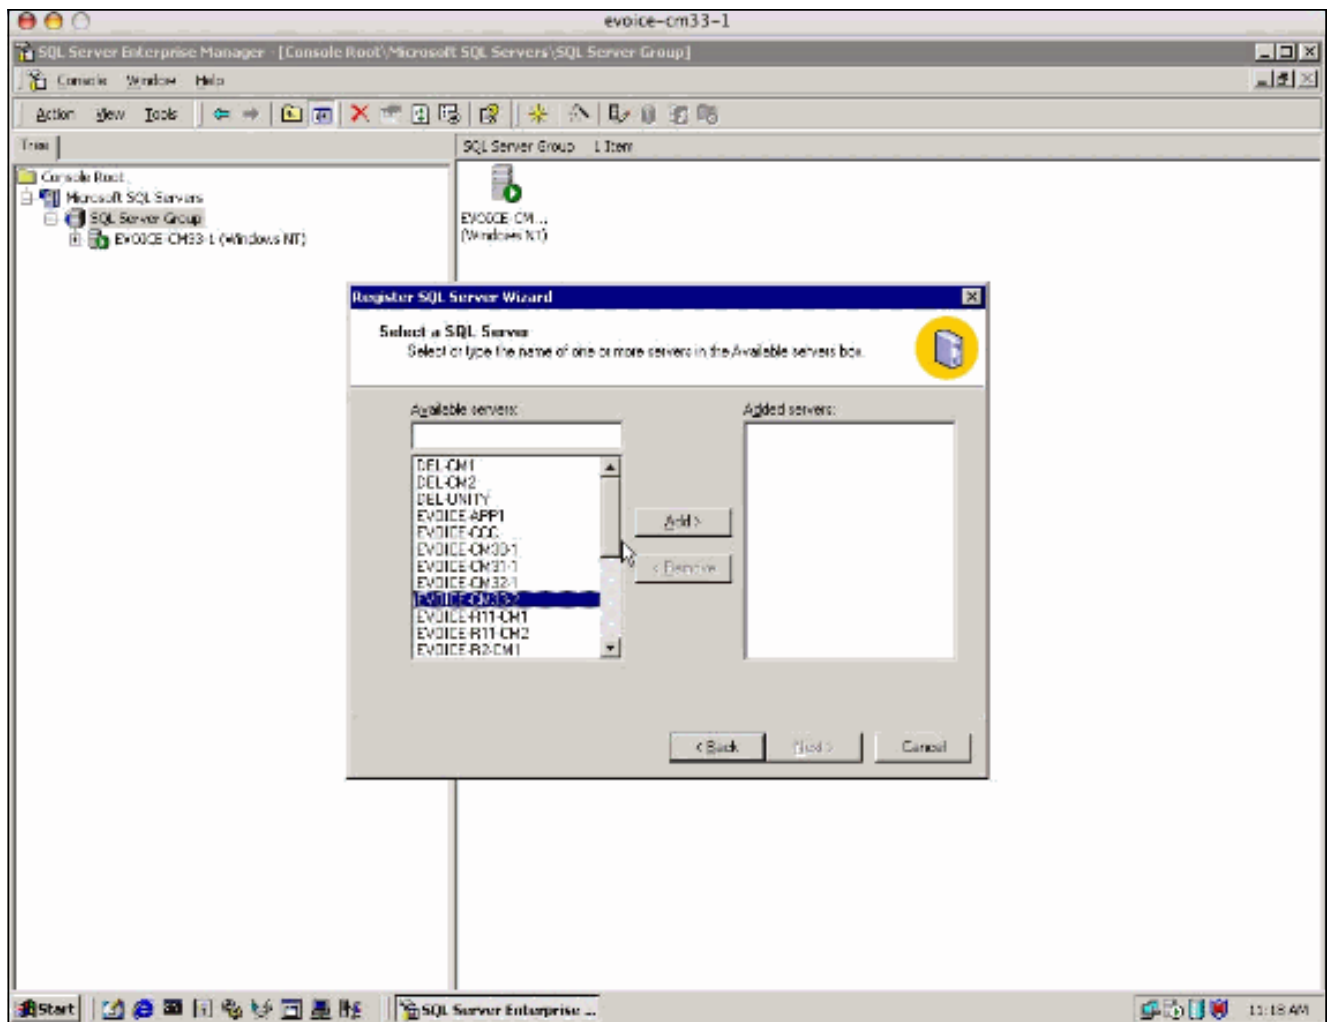 evoice-cm33-1
SQL Server Enterprise Manager - [Console Root\Microsoft SQL Servers\SQL Server Group]
Console Window Help
Action View Tools
Tree
SQL Server Group 1 Item
Console Root
Microsoft SQL Servers
SQL Server Group
EVOICE-CM33-1 (Windows NT)
EVOICE-CM...
(Windows NT)
Register SQL Server Wizard
Select a SQL Server
Select or type the name of one or more servers in the Available servers box.
Available servers:
Added servers:
DEL-CM1
DEL-CM2
DEL-UNITY
EVOICE-APP1
EVOICE-CCC
EVOICE-CM30-1
EVOICE-CM31-1
EVOICE-CM32-1
EVOICE-CM33-2
EVOICE-R11-CM1
EVOICE-R11-CM2
EVOICE-R2-CM1
Add >
< Remove
< Back
Next >
Cancel
Start
SQL Server Enterprise ...
11:18 AM